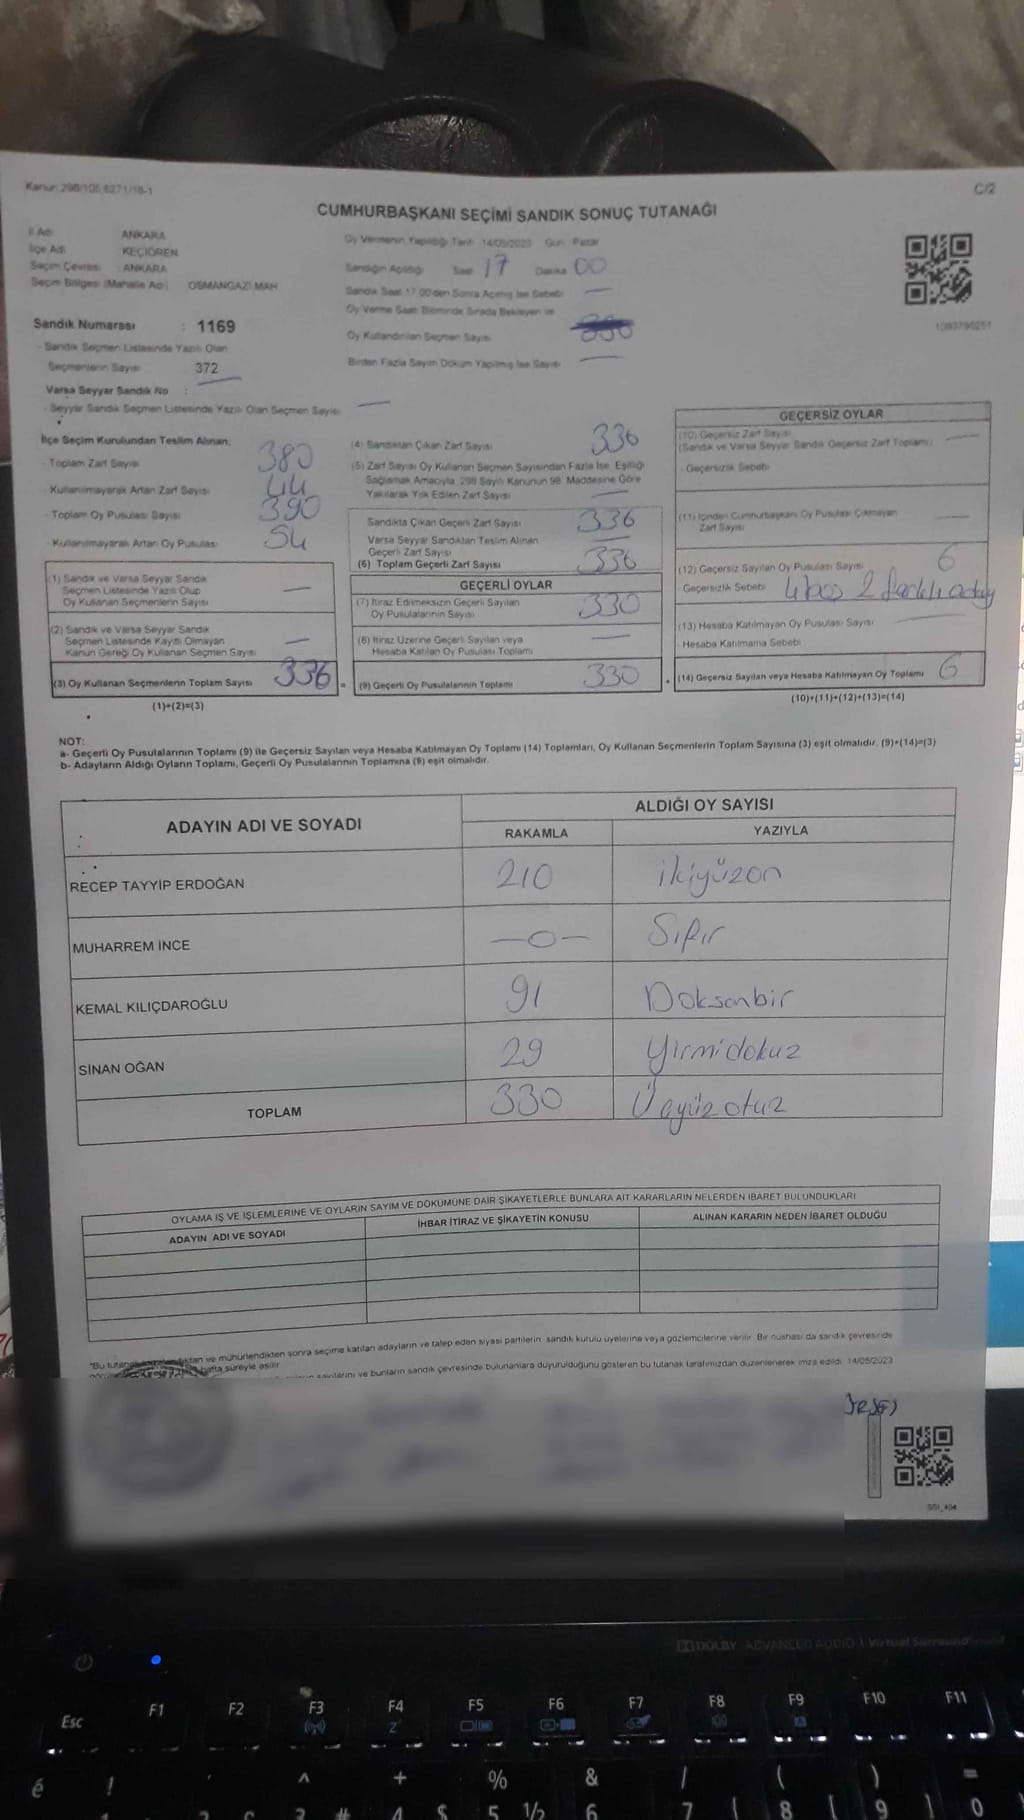 Kanun: 298/105,6271/18-1
C/2
CUMHURBAŞKANI SEÇİMİ SANDIK SONUÇ TUTANAĞI
İl Adı ANKARA
İlçe Adı KEÇİÖREN
Seçim Çevresi : ANKARA
Seçim Bölgesi (Mahalle Adı) OSMANGAZİ MAH
Sandık Numarası : 1169
Sandık Seçmen Listesinde Yazılı Olan
Seçmenlerin Sayısı 372
Varsa Seyyar Sandık No :
Seyyar Sandık Seçmen Listesinde Yazılı Olan Seçmen Sayısı —
Oy Vermenin Yapıldığı Tarih 14/05/2023 Gün Pazar
Sandığın Açıldığı Saat 17 Dakika 00
Sandık Saat 17:00'den Sonra Açılmış İse Sebebi —
Oy Verme Saati Bitiminde Sırada Bekleyen ve
Oy Kullandırılan Seçmen Sayısı
Birden Fazla Sayım Döküm Yapılmış İse Sayısı —
1093796251
İlçe Seçim Kurulundan Teslim Alınan;
- Toplam Zarf Sayısı 380
- Kullanılmayarak Artan Zarf Sayısı 44
- Toplam Oy Pusulası Sayısı 390
- Kullanılmayarak Artan Oy Pusulası 54
(1) Sandık ve Varsa Seyyar Sandık
Seçmen Listesinde Yazılı Olup
Oy Kullanan Seçmenlerin Sayısı —
(2) Sandık ve Varsa Seyyar Sandık
Seçmen Listesinde Kayıtlı Olmayan
Kanun Gereği Oy Kullanan Seçmen Sayısı —
(3) Oy Kullanan Seçmenlerin Toplam Sayısı 336
(1)+(2)=(3)
(4) Sandıktan Çıkan Zarf Sayısı 336
(5) Zarf Sayısı Oy Kullanan Seçmen Sayısından Fazla İse, Eşitliği
Sağlamak Amacıyla, 298 Sayılı Kanunun 98. Maddesine Göre
Yakılarak Yok Edilen Zarf Sayısı —
Sandıkta Çıkan Geçerli Zarf Sayısı 336
Varsa Seyyar Sandıktan Teslim Alınan
Geçerli Zarf Sayısı —
(6) Toplam Geçerli Zarf Sayısı 336
GEÇERLİ OYLAR
(7) İtiraz Edilmeksizin Geçerli Sayılan
Oy Pusulalarının Sayısı 330
(8) İtiraz Üzerine Geçerli Sayılan veya
Hesaba Katılan Oy Pusulası Toplamı —
(9) Geçerli Oy Pusulalarının Toplamı 330
GEÇERSİZ OYLAR
(10) Geçersiz Zarf Sayısı
(Sandık ve Varsa Seyyar Sandık Geçersiz Zarf Toplamı) —
- Geçersizlik Sebebi
(11) İçinden Cumhurbaşkanı Oy Pusulası Çıkmayan
Zarf Sayısı —
(12) Geçersiz Sayılan Oy Pusulası Sayısı 6
Geçersizlik Sebebi 4 boş 2 farklı aday
(13) Hesaba Katılmayan Oy Pusulası Sayısı —
Hesaba Katılmama Sebebi
(14) Geçersiz Sayılan veya Hesaba Katılmayan Oy Toplamı 6
(10)+(11)+(12)+(13)=(14)
NOT:
a- Geçerli Oy Pusulalarının Toplamı (9) ile Geçersiz Sayılan veya Hesaba Katılmayan Oy Toplamı (14) Toplamları, Oy Kullanan Seçmenlerin Toplam Sayısına (3) eşit olmalıdır. (9)+(14)=(3)
b- Adayların Aldığı Oyların Toplamı, Geçerli Oy Pusulalarının Toplamına (9) eşit olmalıdır.
ADAYIN ADI VE SOYADI
ALDIĞI OY SAYISI
RAKAMLA YAZIYLA
RECEP TAYYİP ERDOĞAN 210 ikiyüzon
MUHARREM İNCE —0— Sıfır
KEMAL KILIÇDAROĞLU 91 Doksanbir
SİNAN OĞAN 29 Yirmidokuz
TOPLAM 330 Üçyüzotuz
OYLAMA İŞ VE İŞLEMLERİNE VE OYLARIN SAYIM VE DÖKÜMÜNE DAİR ŞİKAYETLERLE BUNLARA AİT KARARLARIN NELERDEN İBARET BULUNDUKLARI
ADAYIN ADI VE SOYADI İHBAR İTİRAZ VE ŞİKAYETİN KONUSU ALINAN KARARIN NEDEN İBARET OLDUĞU
*Bu ve mühürlendikten sonra seçime katılan adayların ve talep eden siyasi partilerin sandık kurulu üyelerine veya gözlemcilerine verilir. Bir nüshası da sandık çevresinde
hafta süreyle asılır.
sayılarını ve bunların sandık çevresinde bulunanlara duyurulduğunu gösteren bu tutanak tarafımızdan düzenlenerek imza edildi. 14/05/2023
DOLBY ADVANCED AUDIO | Virtual Surround
Esc F1 F2 F3 F4 F5 F6 F7 F8 F9 F10 F11
é ! ^ + % & / ( ) =
# 4 $ 5 ½ 6 7 { 8 [ 9 ] 0